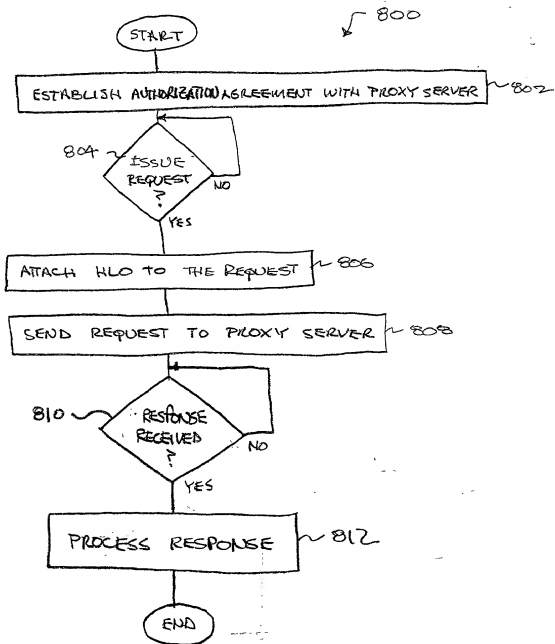 START
800
ESTABLISH AUTHORIZATION AGREEMENT WITH PROXY SERVER
802
804
ISSUE
REQUEST
?
NO
YES
ATTACH HLO TO THE REQUEST
806
SEND REQUEST TO PROXY SERVER
808
810
RESPONSE
RECEIVED
?
NO
YES
PROCESS RESPONSE
812
END